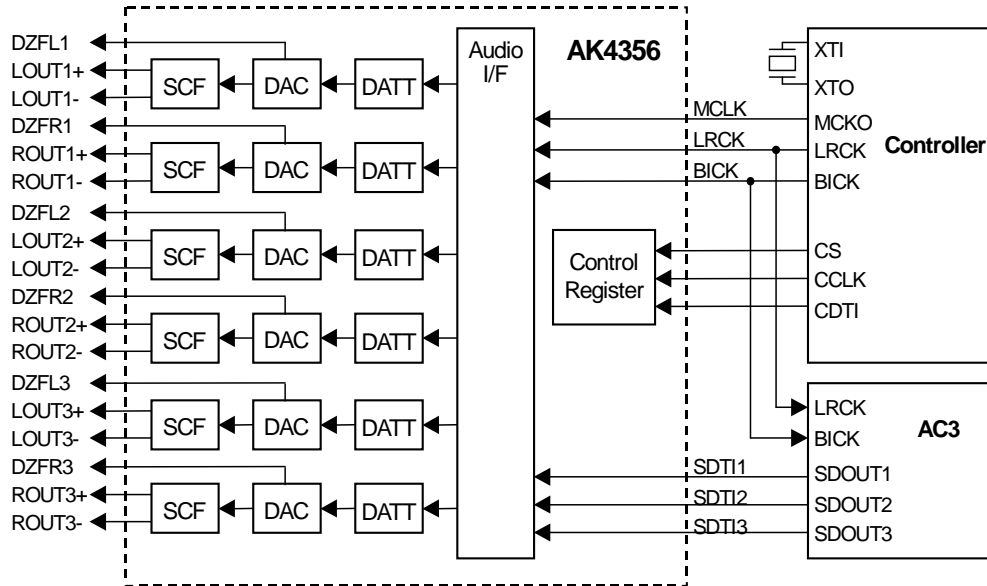 DZFL1
LOUT1+
LOUT1-
DZFR1
ROUT1+
ROUT1-
DZFL2
LOUT2+
LOUT2-
DZFR2
ROUT2+
ROUT2-
DZFL3
LOUT3+
LOUT3-
DZFR3
ROUT3+
ROUT3-
SCF
DAC
DATT
SCF
DAC
DATT
SCF
DAC
DATT
SCF
DAC
DATT
SCF
DAC
DATT
SCF
DAC
DATT
Audio
I/F
AK4356
Control
Register
MCLK
LRCK
BICK
SDTI1
SDTI2
SDTI3
XTI
XTO
MCKO
LRCK
BICK
Controller
CS
CCLK
CDTI
LRCK
BICK
AC3
SDOUT1
SDOUT2
SDOUT3